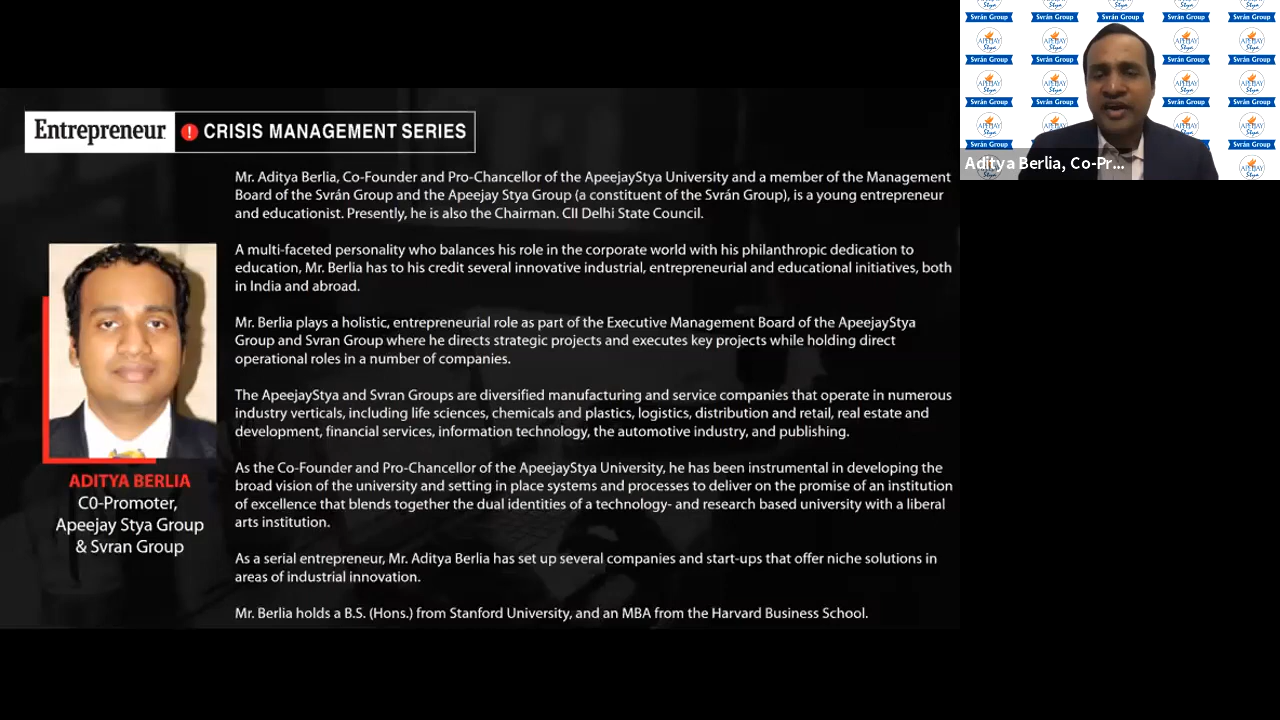 Entrepreneur
! CRISIS MANAGEMENT SERIES
Mr. Aditya Berlia, Co-Founder and Pro-Chancellor of the ApeejayStya University and a member of the Management
Board of the Svrán Group and the Apeejay Stya Group (a constituent of the Svrán Group), is a young entrepreneur
and educationist. Presently, he is also the Chairman. CII Delhi State Council.
A multi-faceted personality who balances his role in the corporate world with his philanthropic dedication to
education, Mr. Berlia has to his credit several innovative industrial, entrepreneurial and educational initiatives, both
in India and abroad.
Mr. Berlia plays a holistic, entrepreneurial role as part of the Executive Management Board of the ApeejayStya
Group and Svran Group where he directs strategic projects and executes key projects while holding direct
operational roles in a number of companies.
The ApeejayStya and Svran Groups are diversified manufacturing and service companies that operate in numerous
industry verticals, including life sciences, chemicals and plastics, logistics, distribution and retail, real estate and
development, financial services, information technology, the automotive industry, and publishing.
As the Co-Founder and Pro-Chancellor of the ApeejayStya University, he has been instrumental in developing the
broad vision of the university and setting in place systems and processes to deliver on the promise of an institution
of excellence that blends together the dual identities of a technology- and research based university with a liberal
arts institution.
As a serial entrepreneur, Mr. Aditya Berlia has set up several companies and start-ups that offer niche solutions in
areas of industrial innovation.
Mr. Berlia holds a B.S. (Hons.) from Stanford University, and an MBA from the Harvard Business School.
ADITYA BERLIA
C0-Promoter,
Apeejay Stya Group
& Svran Group
Svrán Group Svrán Group Svrán Group Svrán Group Svrán Group
APEEJAY Stya
Svrán Group
Aditya Berlia, Co-Pr...